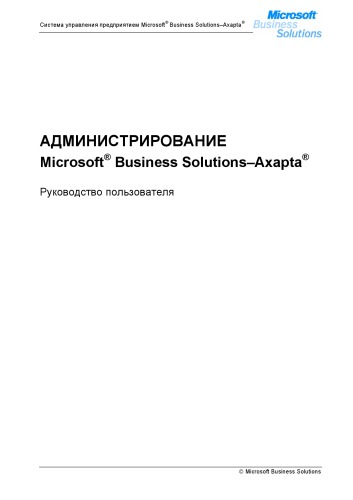 Система управления предприятием Microsoft® Business Solutions–Axapta®
Microsoft
Business
Solutions
АДМИНИСТРИРОВАНИЕ
Microsoft® Business Solutions–Axapta®
Руководство пользователя
© Microsoft Business Solutions